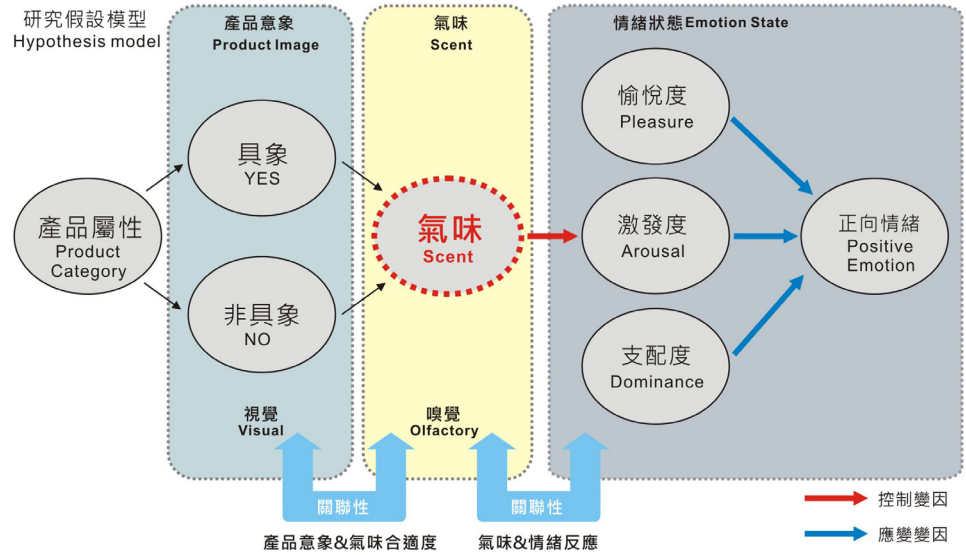 研究假設模型
Hypothesis model
產品意象
Product Image
氣味
Scent
情緒狀態Emotion State
產品屬性
Product
Category
具象
YES
非具象
NO
視覺
Visual
氣味
Scent
嗅覺
Olfactory
愉悅度
Pleasure
激發度
Arousal
支配度
Dominance
正向情緒
Positive
Emotion
關聯性
產品意象&氣味合適度
關聯性
氣味&情緒反應
控制變因
應變變因